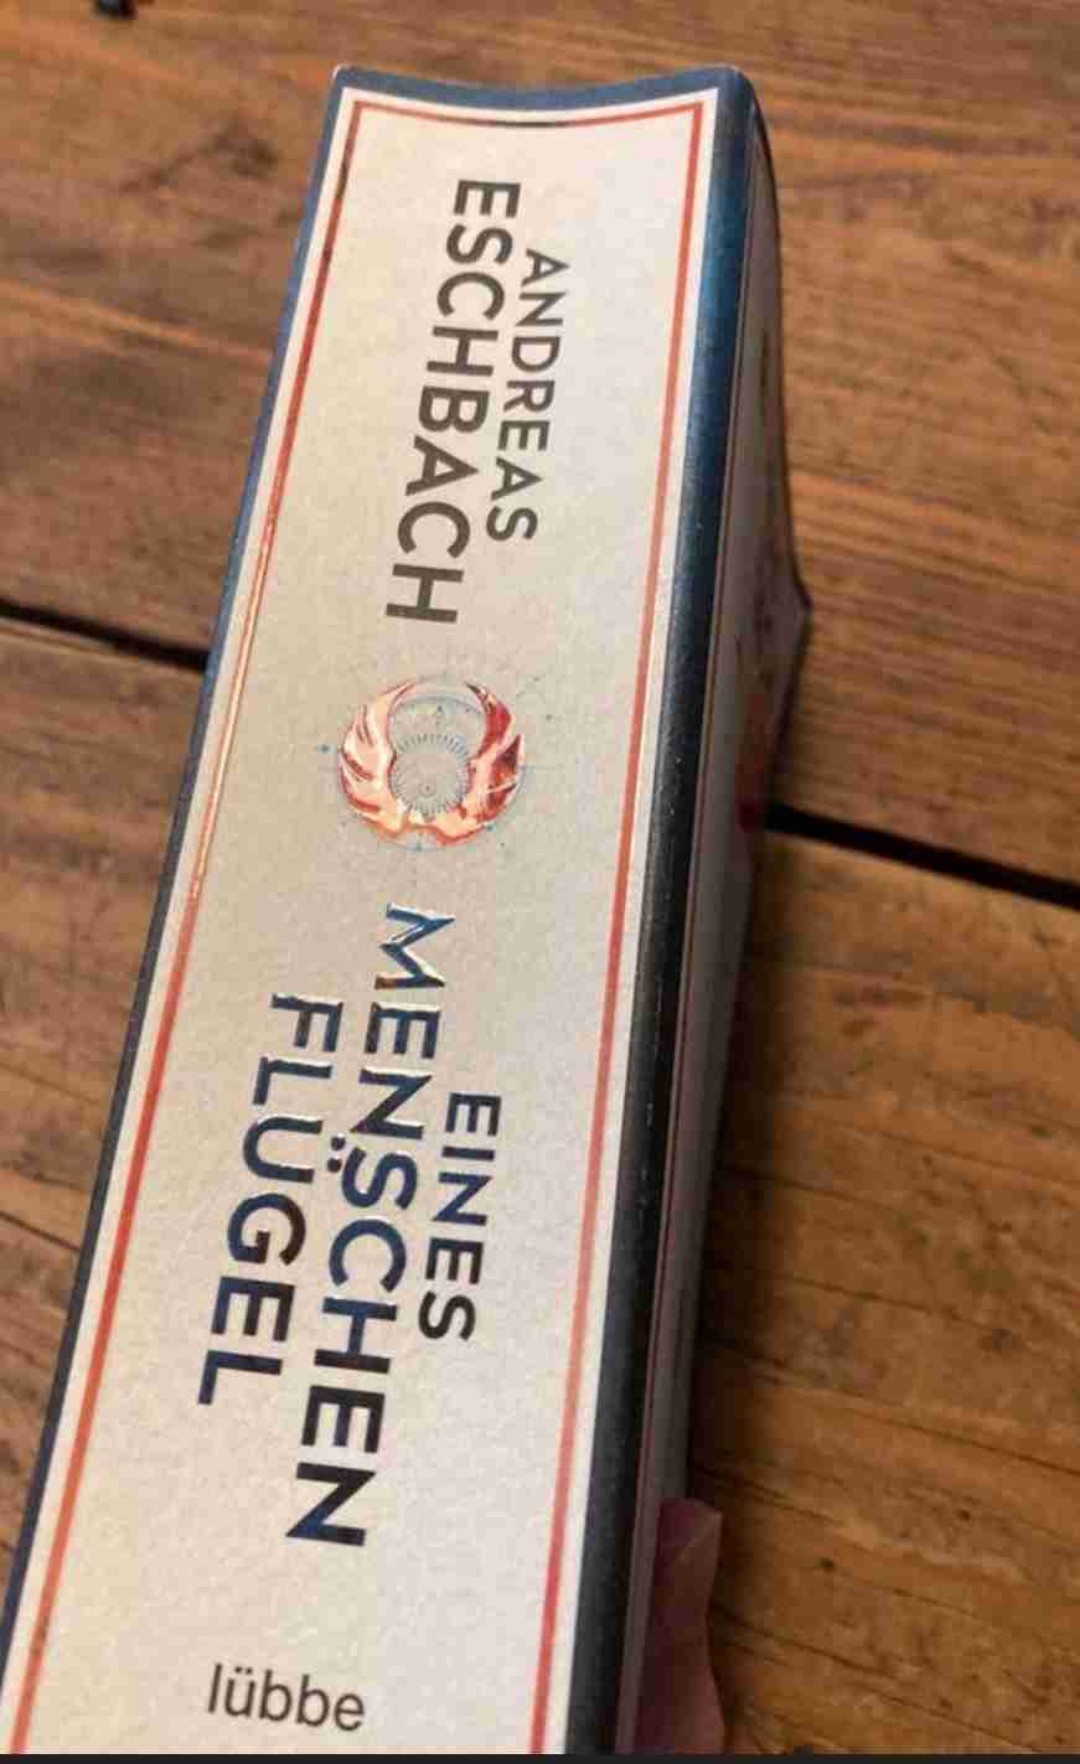 ANDREAS
ESCHBACH
EINES
MENSCHEN
FLÜGEL
lübbe